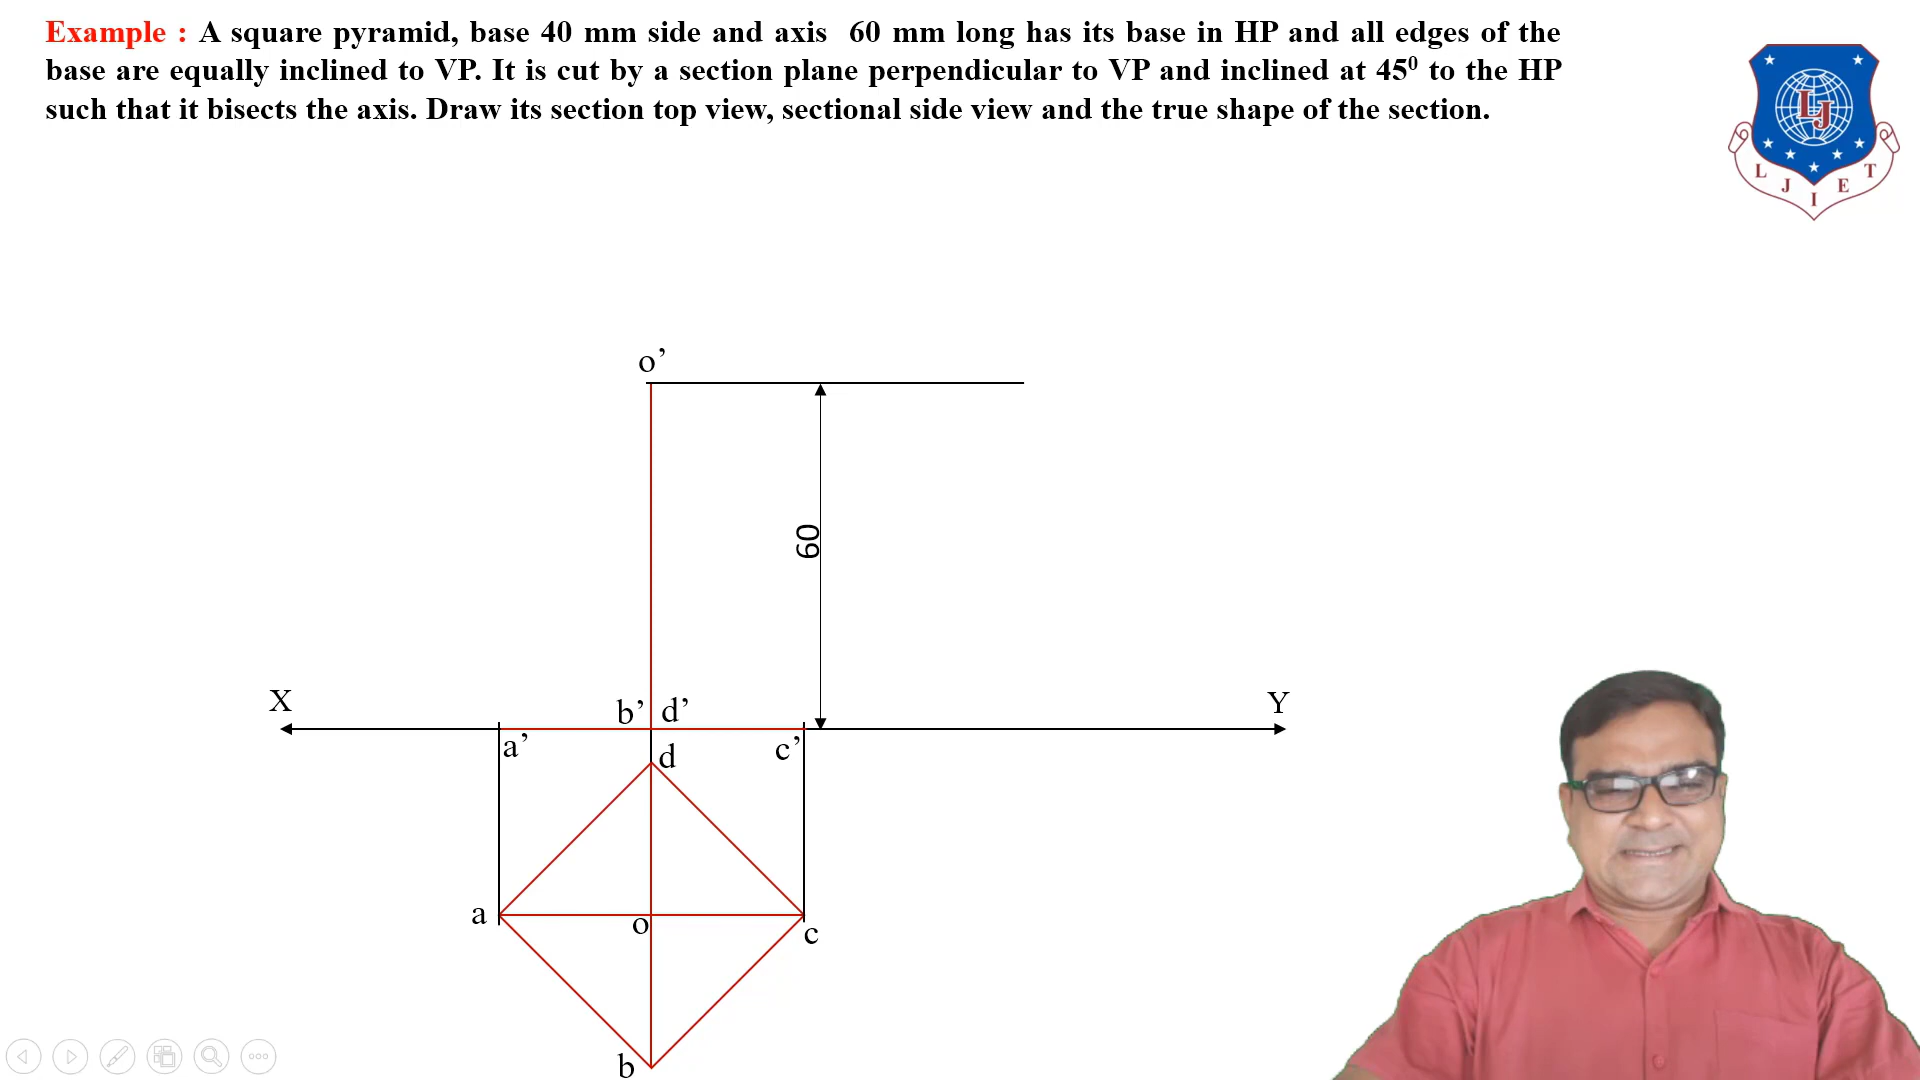 Example : A square pyramid, base 40 mm side and axis 60 mm long has its base in HP and all edges of the
base are equally inclined to VP. It is cut by a section plane perpendicular to VP and inclined at 45⁰ to the HP
such that it bisects the axis. Draw its section top view, sectional side view and the true shape of the section.
LJ
L J I E T
o’
60
X
b’ d’
Y
a’
d
c’
a
o
c
b